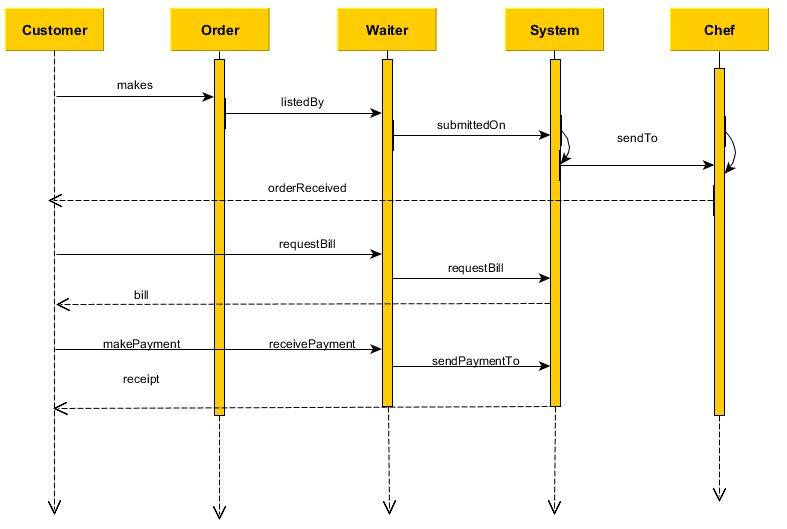 Customer
Order
Waiter
System
Chef
makes
listedBy
submittedOn
sendTo
orderReceived
requestBill
requestBill
bill
makePayment
receivePayment
sendPaymentTo
receipt